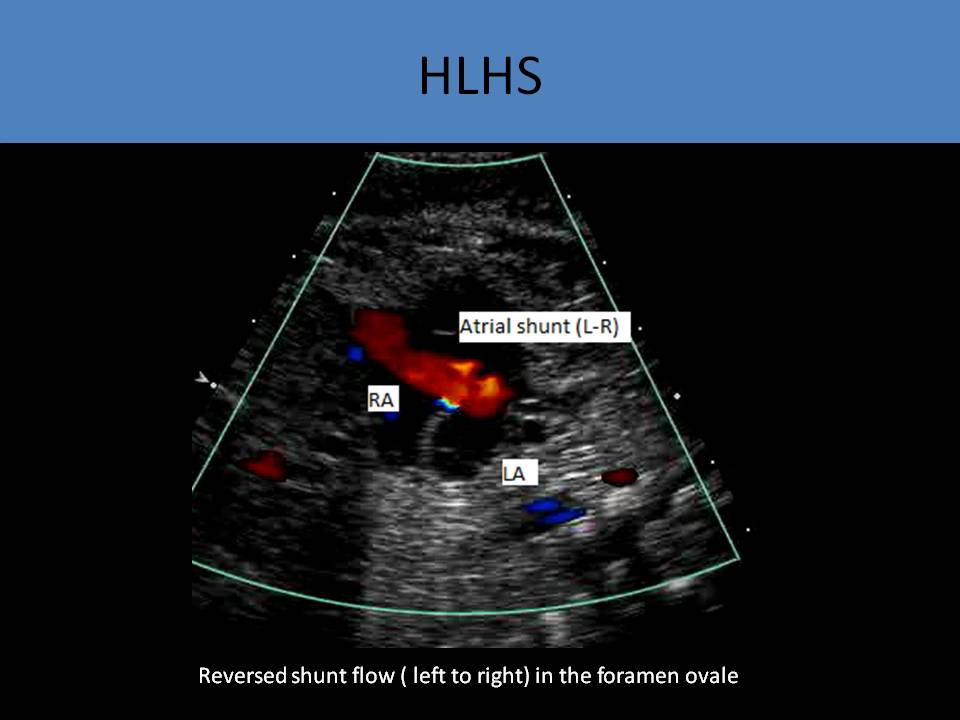 HLHS
Atrial shunt (L-R)
RA
LA
Reversed shunt flow ( left to right) in the foramen ovale